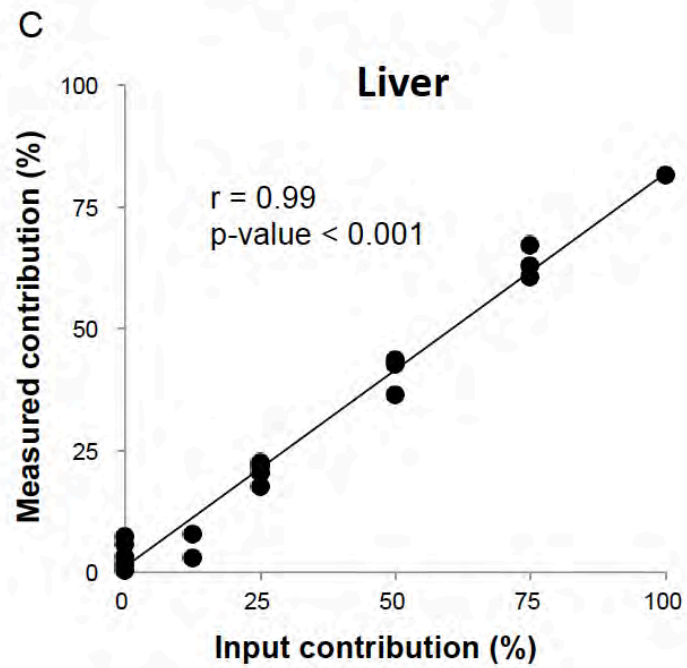 C
Liver
100
75
50
25
0
Measured contribution (%)
r = 0.99
p-value < 0.001
0 25 50 75 100
Input contribution (%)